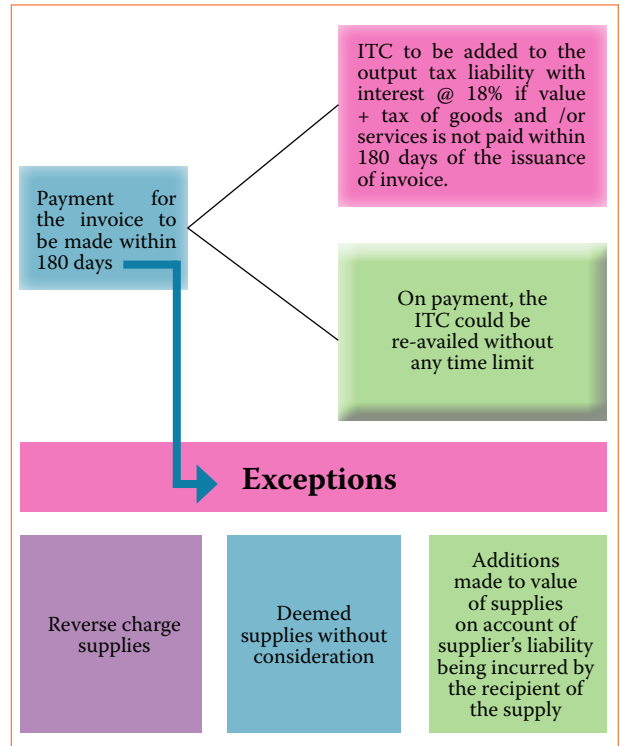 ITC to be added to the
output tax liability with
interest @ 18% if value
+ tax of goods and /or
services is not paid within
180 days of the issuance
of invoice.
Payment for
the invoice to
be made within
180 days
On payment, the
ITC could be
re-availed without
any time limit
Exceptions
Reverse charge
supplies
Deemed
supplies without
consideration
Additions
made to value
of supplies
on account of
supplier's liability
being incurred by
the recipient of
the supply